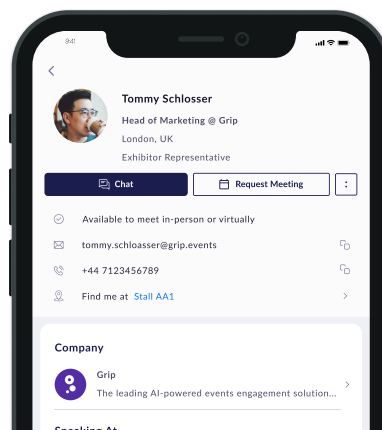 9:41
Tommy Schlosser
Head of Marketing @ Grip
London, UK
Exhibitor Representative
Chat
Request Meeting
Available to meet in-person or virtually
tommy.schloasser@grip.events
+44 7123456789
Find me at Stall AA1
Company
Grip
The leading AI-powered events engagement solution...
Speaking At